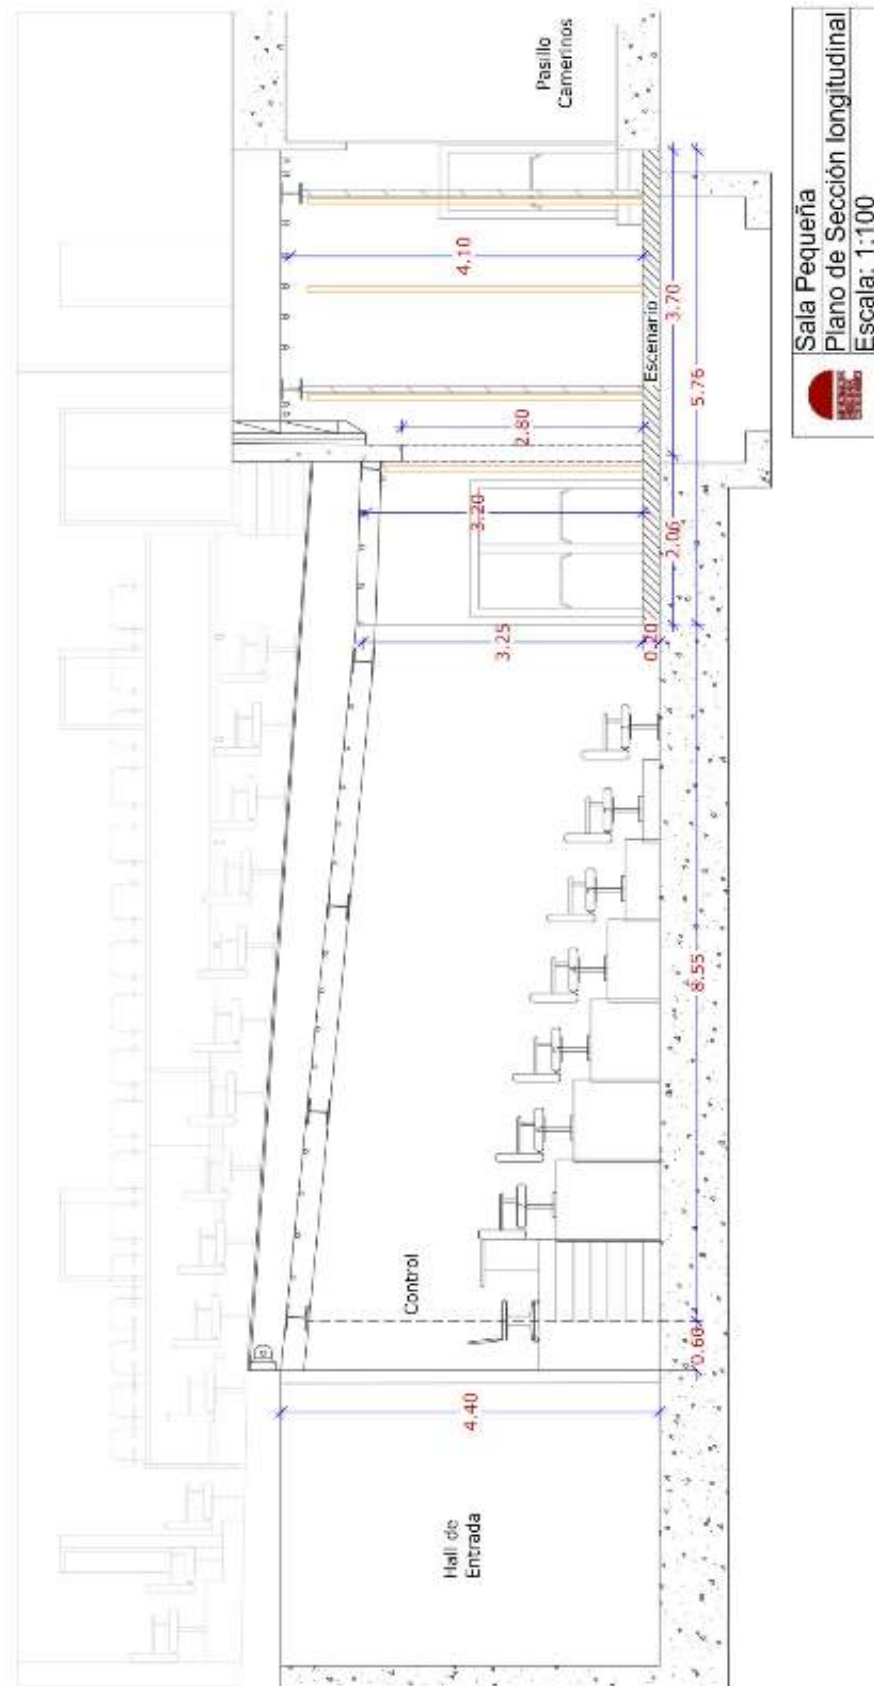 Pasillo
Camerinos
4.10
Escenario
3.70
5.76
2.80
3.20
2.06
3.25
0.20
8.55
Control
0.60
4.40
Hall de
Entrada
Sala Pequeña
Plano de Sección longitudinal
Escala: 1:100